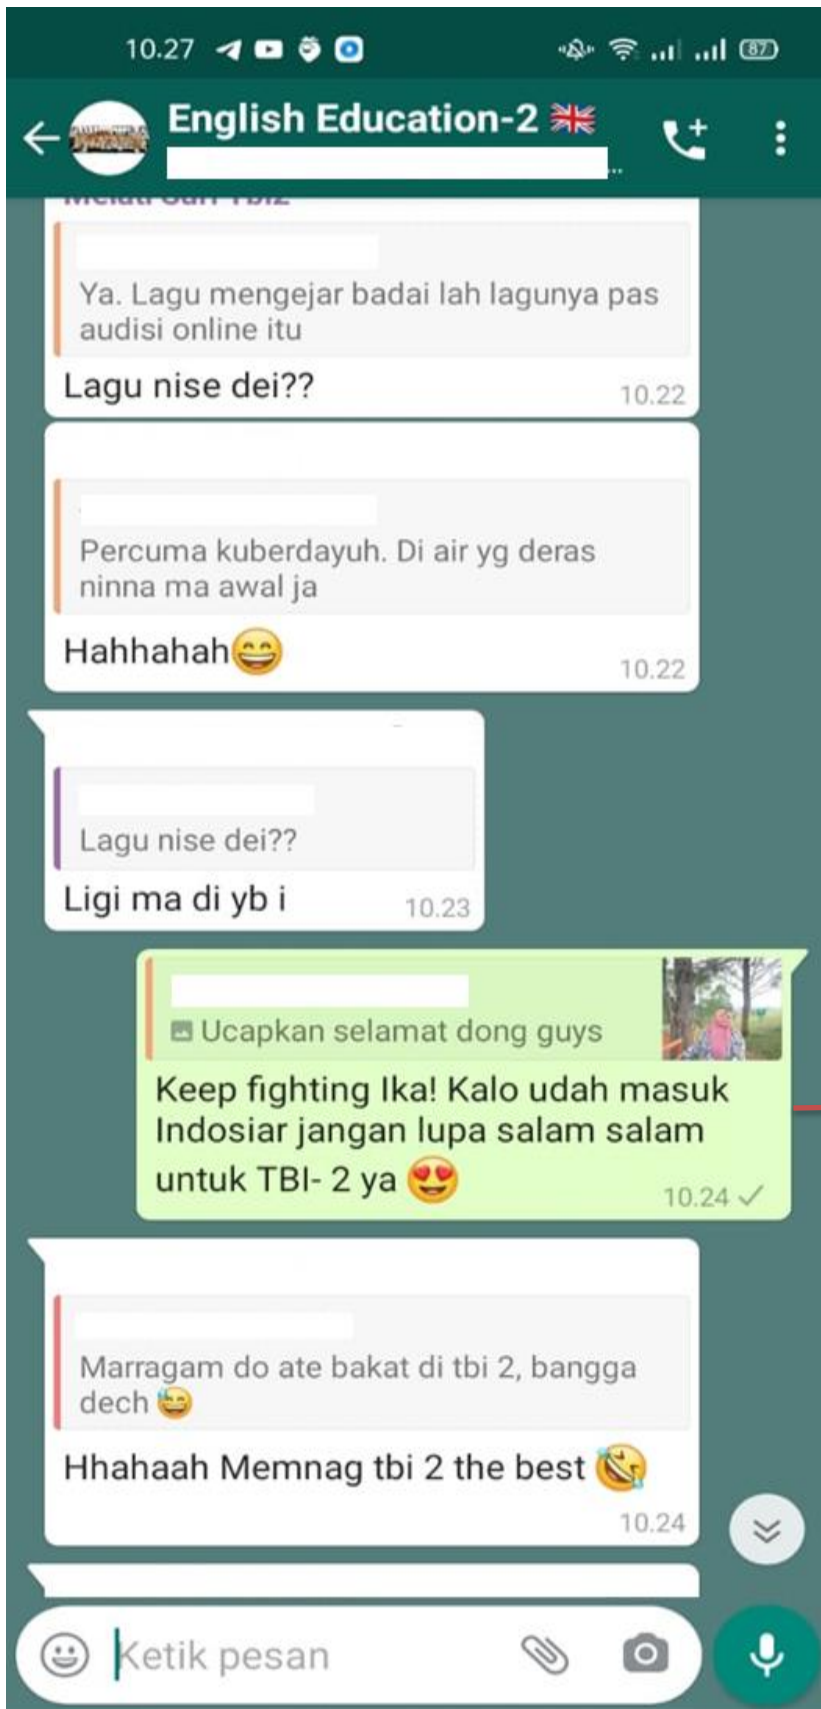 10.27
87
English Education-2
...
Ya. Lagu mengejar badai lah lagunya pas
audisi online itu
Lagu nise dei??
10.22
Percuma kuberdayuh. Di air yg deras
ninna ma awal ja
Hahhahah
10.22
Lagu nise dei??
Ligi ma di yb i
10.23
Ucapkan selamat dong guys
Keep fighting Ika! Kalo udah masuk
Indosiar jangan lupa salam salam
untuk TBI- 2 ya
10.24
Marragam do ate bakat di tbi 2, bangga
dech
Hhahaah Memnag tbi 2 the best
10.24
Ketik pesan